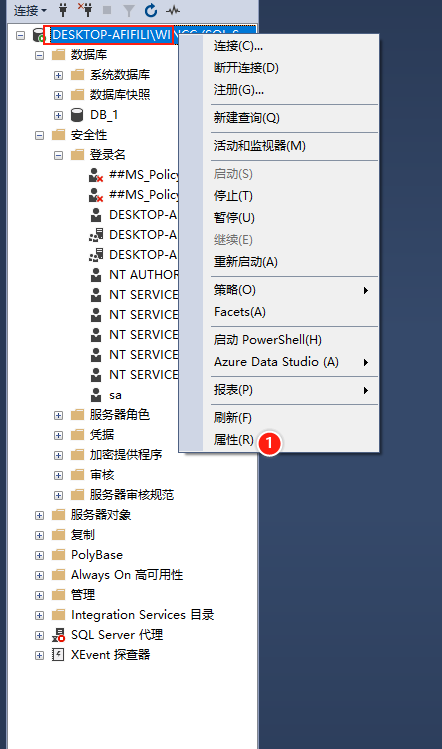 连接
DESKTOP-AFIFILI\WINCC (SQL S
数据库
系统数据库
数据库快照
DB_1
安全性
登录名
##MS_Policy
##MS_Policy
DESKTOP-A
DESKTOP-A
DESKTOP-A
NT AUTHOR
NT SERVICE
NT SERVICE
NT SERVICE
NT SERVICE
NT SERVICE
sa
服务器角色
凭据
加密提供程序
审核
服务器审核规范
服务器对象
复制
PolyBase
Always On 高可用性
管理
Integration Services 目录
SQL Server 代理
XEvent 探查器
连接(C)...
断开连接(D)
注册(G)...
新建查询(Q)
活动和监视器(M)
启动(S)
停止(T)
暂停(U)
继续(E)
重新启动(A)
策略(O)
Facets(A)
启动 PowerShell(H)
Azure Data Studio (A)
报表(P)
刷新(F)
属性(R)
1